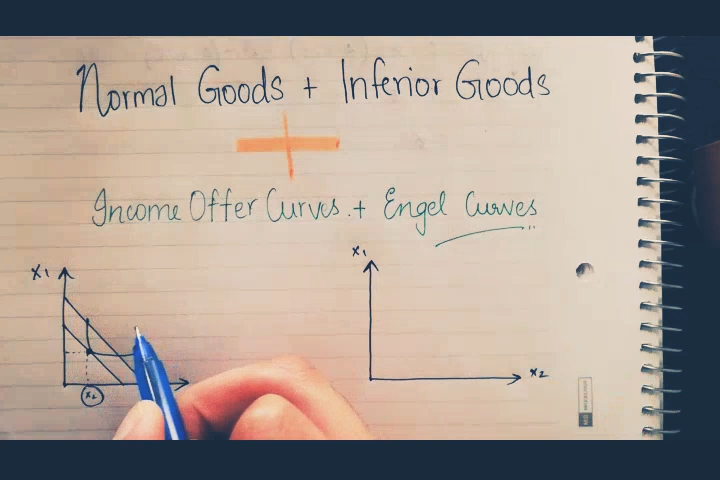 Normal Goods + Inferior Goods
+
Income Offer Curves. + Engel Curves
x1
x1
x2
x2